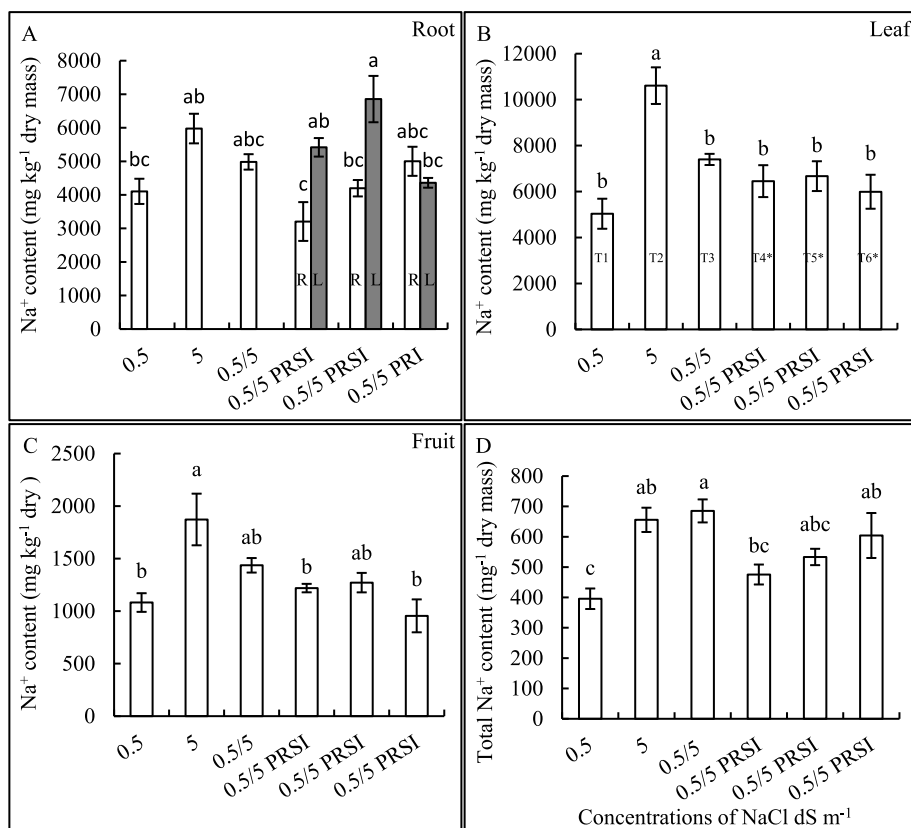 A
Root
Na⁺ content (mg kg⁻¹ dry mass)
8000
7000
6000
5000
4000
3000
2000
1000
0
bc
ab
abc
c
ab
bc
a
abc
bc
R L R L R L
0.5
5
0.5/5
0.5/5 PRSI
0.5/5 PRSI
0.5/5 PRI
B
Leaf
Na⁺ content (mg kg⁻¹ dry mass)
12000
10000
8000
6000
4000
2000
0
b
a
b
b
b
b
T1 T2 T3 T4* T5* T6*
0.5
5
0.5/5
0.5/5 PRSI
0.5/5 PRSI
0.5/5 PRSI
C
Fruit
Na⁺ content (mg kg⁻¹ dry )
2500
2000
1500
1000
500
0
b
a
ab
b
ab
b
0.5
5
0.5/5
0.5/5 PRSI
0.5/5 PRSI
0.5/5 PRSI
D
Total Na⁺ content (mg⁻¹ dry mass)
800
700
600
500
400
300
200
100
0
c
ab
a
bc
abc
ab
0.5
5
0.5/5
0.5/5 PRSI
0.5/5 PRSI
0.5/5 PRSI
Concentrations of NaCl dS m⁻¹